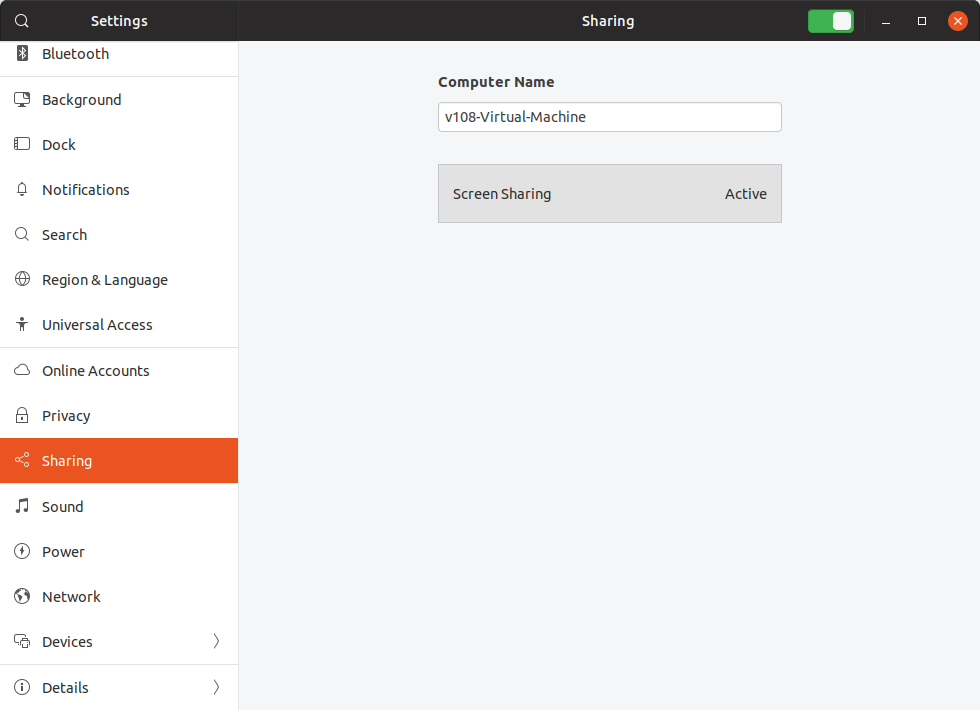 Settings
Sharing
Bluetooth
Background
Dock
Notifications
Search
Region & Language
Universal Access
Online Accounts
Privacy
Sharing
Sound
Power
Network
Devices
Details
Computer Name
v108-Virtual-Machine
Screen Sharing Active